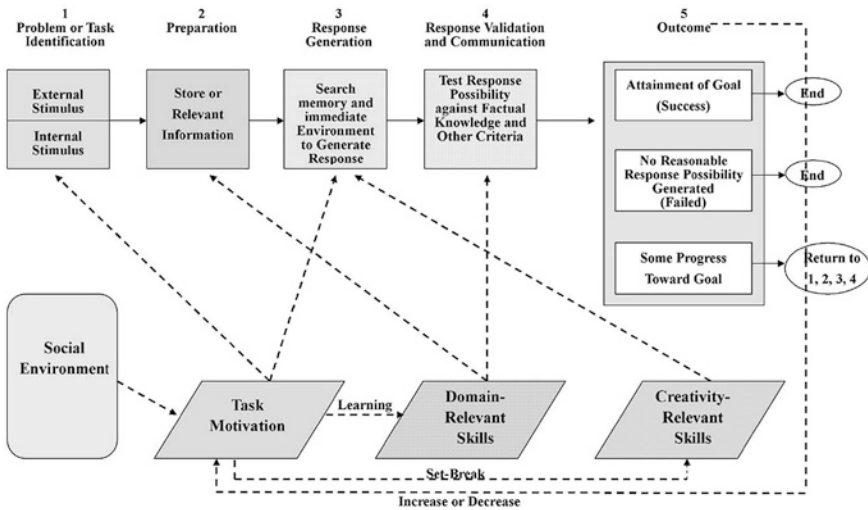 1
Problem or Task
Identification
2
Preparation
3
Response
Generation
4
Response Validation
and Communication
5
Outcome
External
Stimulus
Internal
Stimulus
Store or
Relevant
Information
Search
memory and
immediate
Environment
to Generate
Response
Test Response
Possibility
against Factual
Knowledge and
Other Criteria
Attainment of Goal
(Success)
End
No Reasonable
Response Possibility
Generated
(Failed)
End
Some Progress
Toward Goal
Return to
1, 2, 3, 4
Social
Environment
Task
Motivation
Learning
Domain-
Relevant
Skills
Creativity-
Relevant
Skills
Set-Break
Increase or Decrease